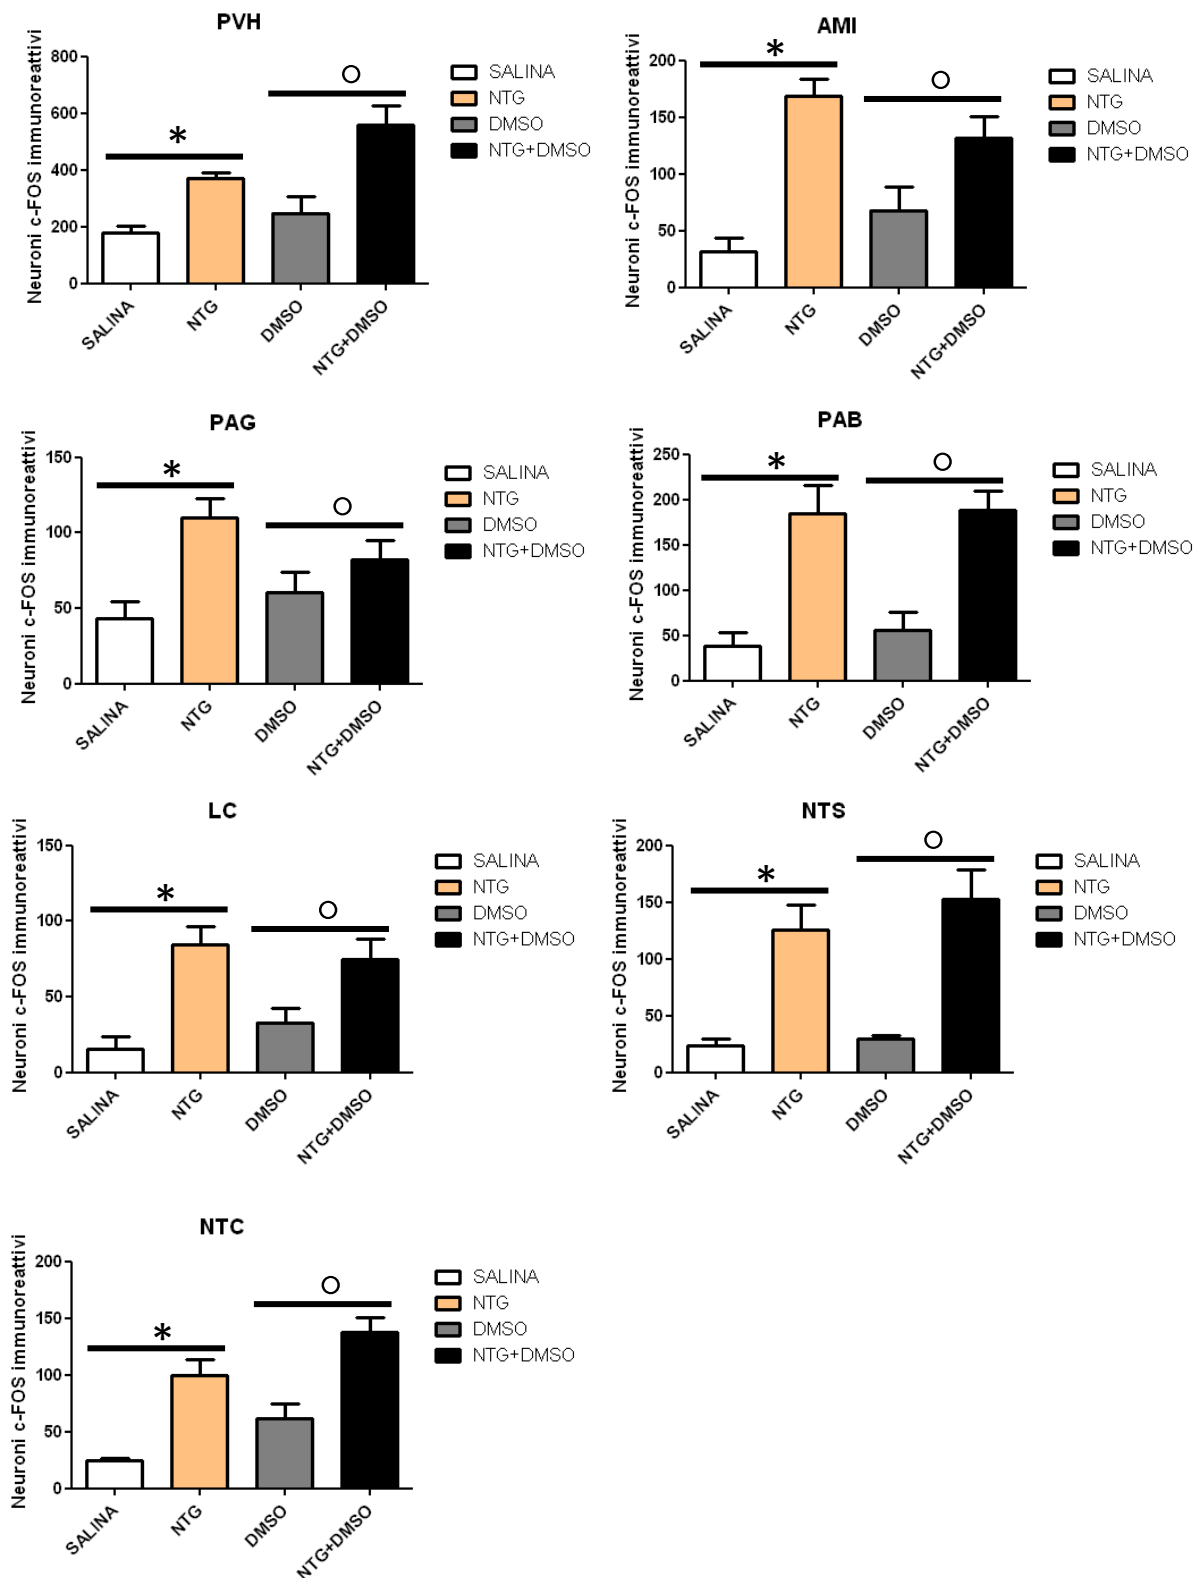 PVH
Neuroni c-FOS immunoreattivi
800
600
400
200
0
*
○
SALINA
NTG
DMSO
NTG+DMSO
SALINA
NTG
DMSO
NTG+DMSO
AMI
Neuroni c-FOS immunoreattivi
200
150
100
50
0
*
○
SALINA
NTG
DMSO
NTG+DMSO
SALINA
NTG
DMSO
NTG+DMSO
PAG
Neuroni c-FOS immunoreattivi
150
100
50
0
*
○
SALINA
NTG
DMSO
NTG+DMSO
SALINA
NTG
DMSO
NTG+DMSO
PAB
Neuroni c-FOS immunoreattivi
250
200
150
100
50
0
*
○
SALINA
NTG
DMSO
NTG+DMSO
SALINA
NTG
DMSO
NTG+DMSO
LC
Neuroni c-FOS immunoreattivi
150
100
50
0
*
○
SALINA
NTG
DMSO
NTG+DMSO
SALINA
NTG
DMSO
NTG+DMSO
NTS
Neuroni c-FOS immunoreattivi
200
150
100
50
0
*
○
SALINA
NTG
DMSO
NTG+DMSO
SALINA
NTG
DMSO
NTG+DMSO
NTC
Neuroni c-FOS immunoreattivi
200
150
100
50
0
*
○
SALINA
NTG
DMSO
NTG+DMSO
SALINA
NTG
DMSO
NTG+DMSO